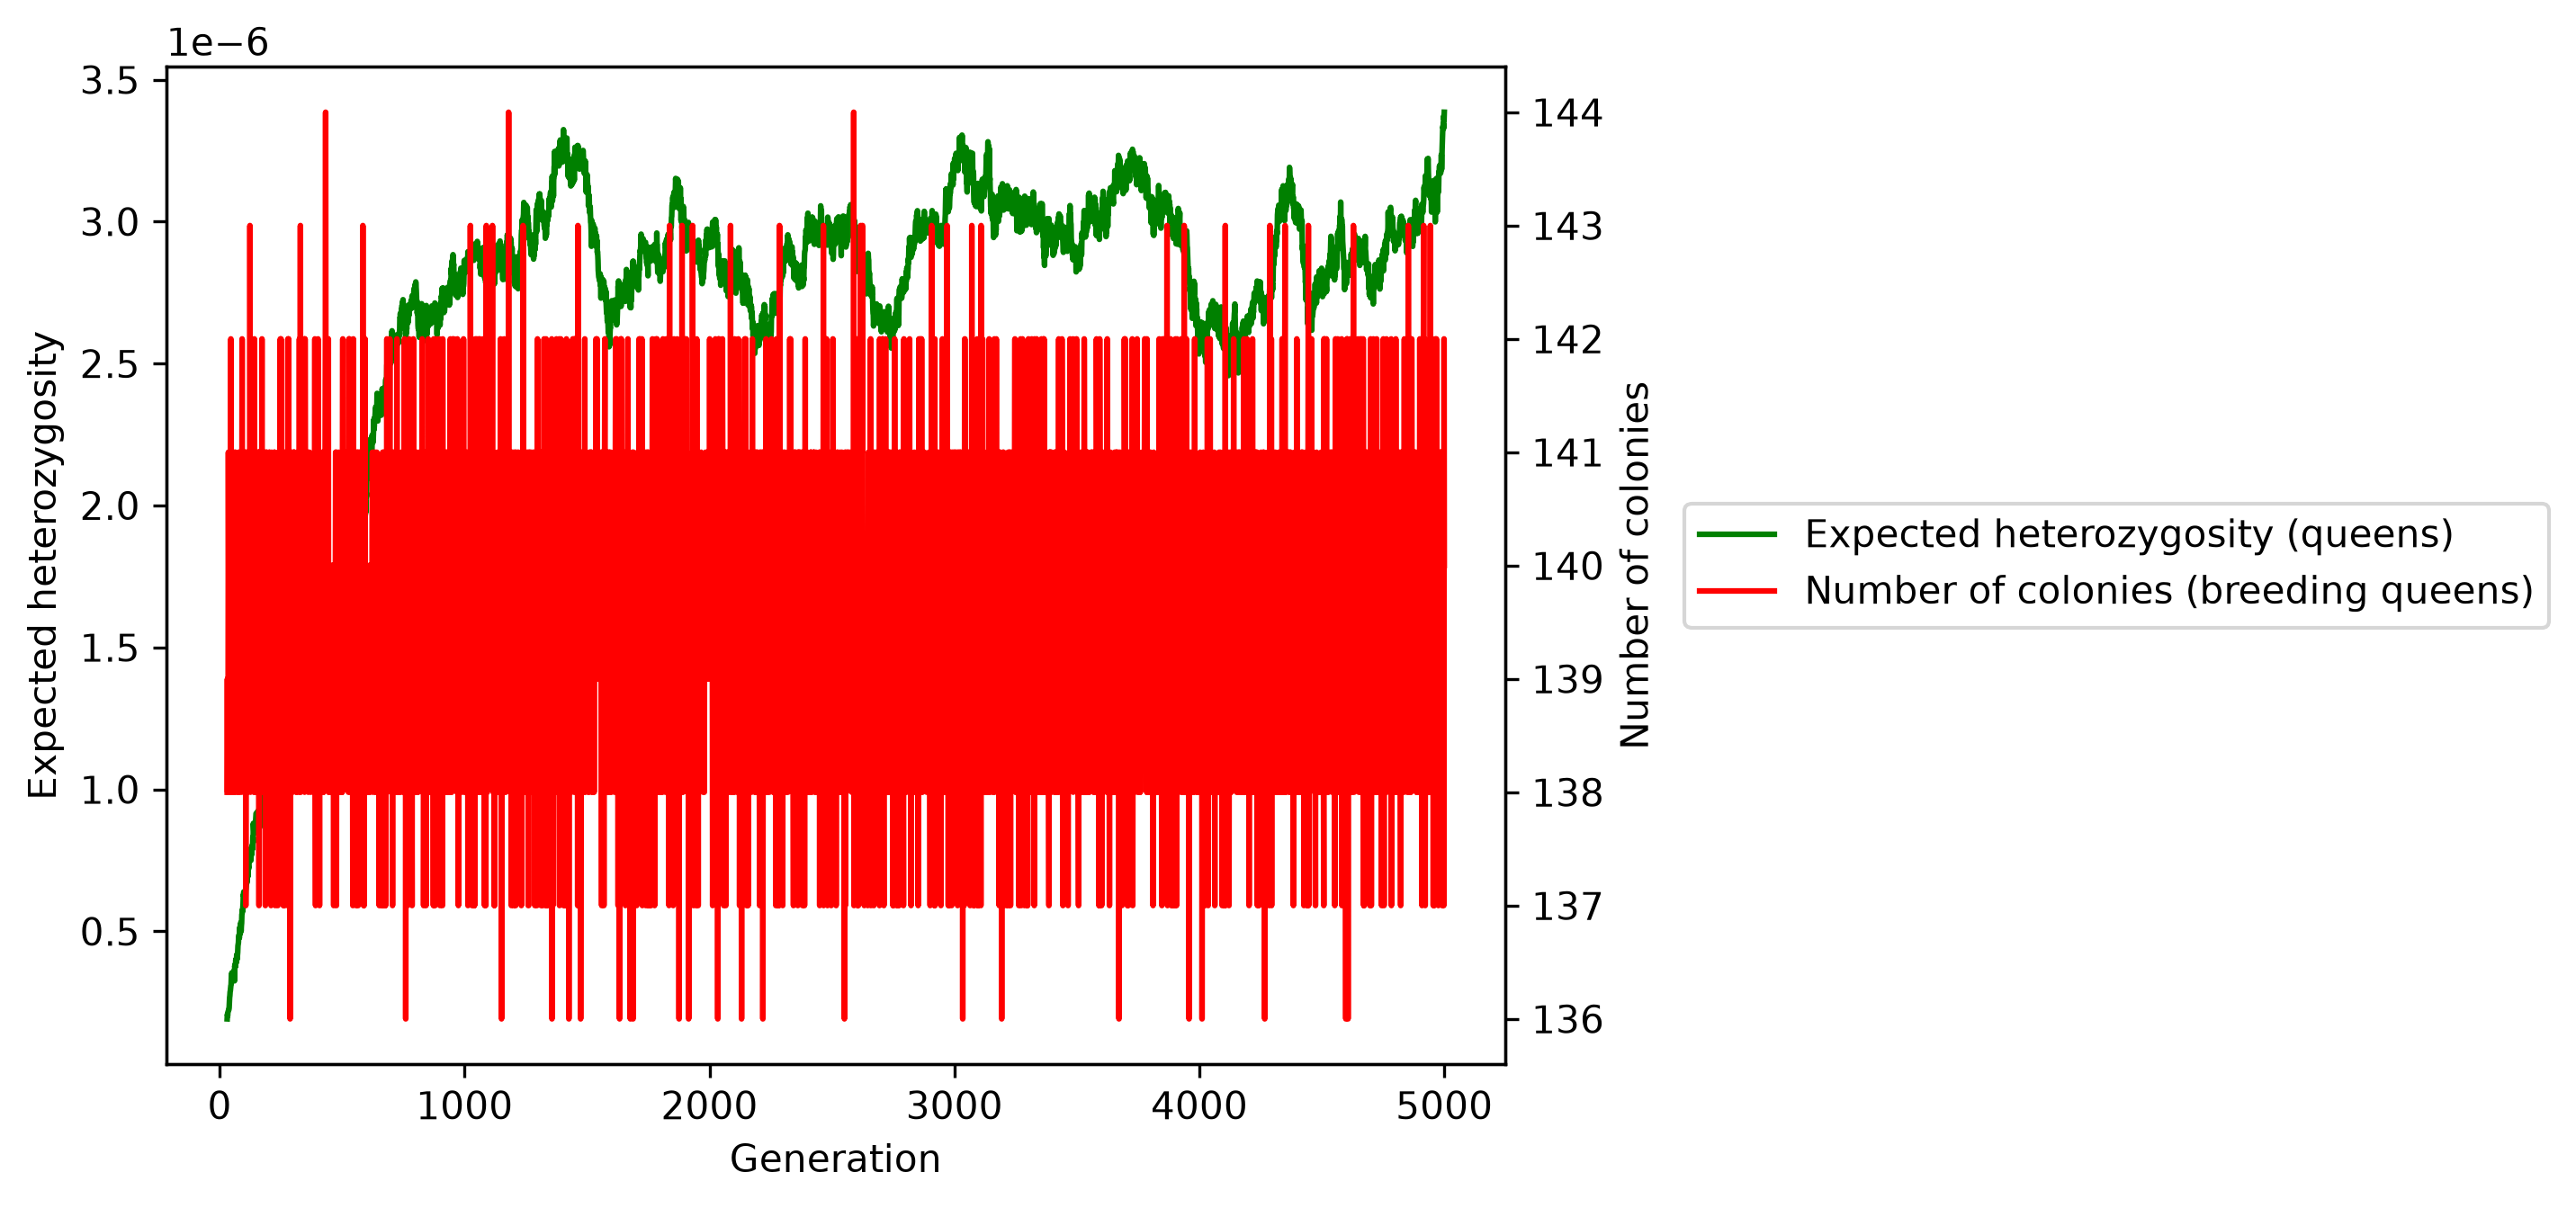 1e−6
3.5
3.0
2.5
2.0
1.5
1.0
0.5
Expected heterozygosity
0 1000 2000 3000 4000 5000
Generation
144
143
142
141
140
139
138
137
136
Number of colonies
Expected heterozygosity (queens)
Number of colonies (breeding queens)